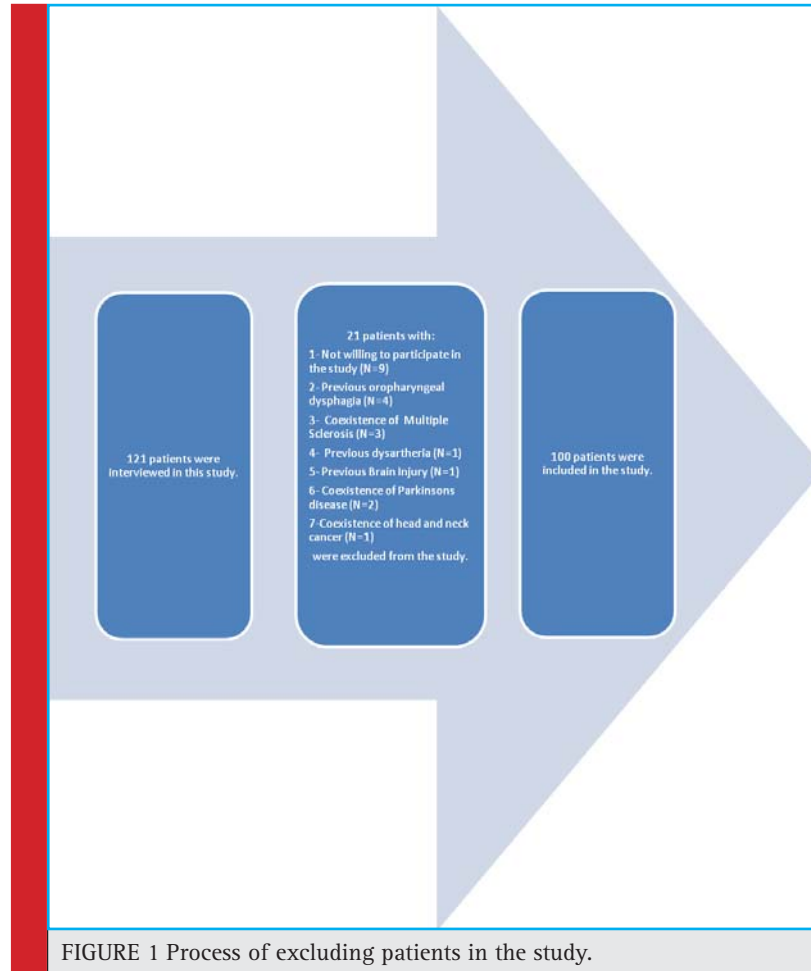 121 patients were
interviewed in this study.
21 patients with:
1- Not willing to participate in
the study (N=9)
2- Previous oropharyngeal
dysphagia (N=4)
3- Coexistence of Multiple
Sclerosis (N=3)
4- Previous dysartheria (N=1)
5- Previous Brain Injury (N=1)
6- Coexistence of Parkinsons
disease (N=2)
7-Coexistence of head and neck
cancer (N=1)
were excluded from the study.
100 patients were
included in the study.
FIGURE 1 Process of excluding patients in the study.